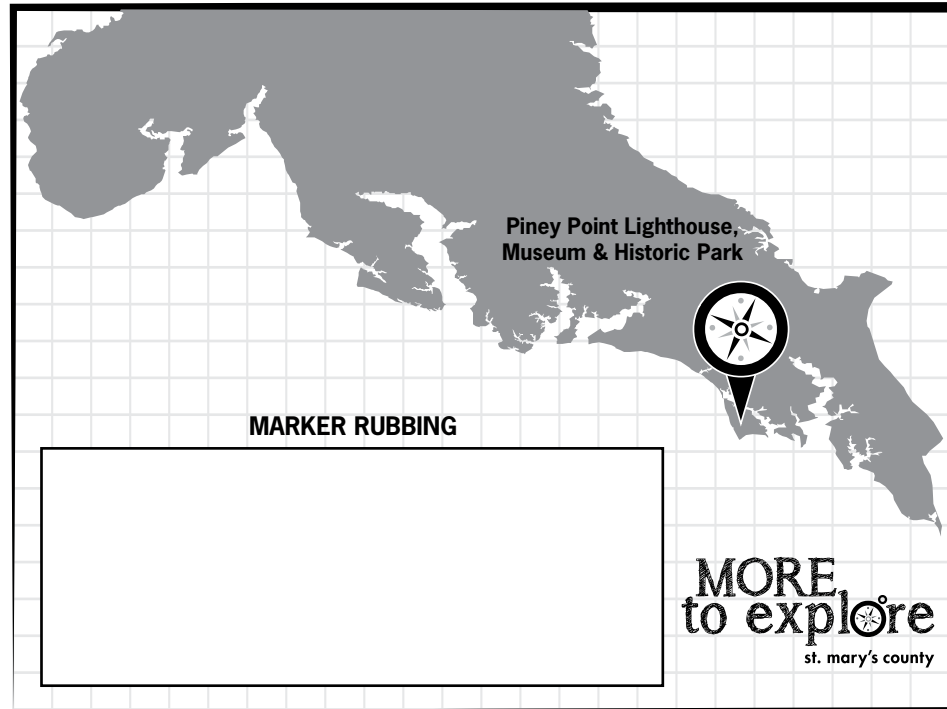 Piney Point Lighthouse,
Museum & Historic Park
MARKER RUBBING
MORE
to explore
st. mary's county